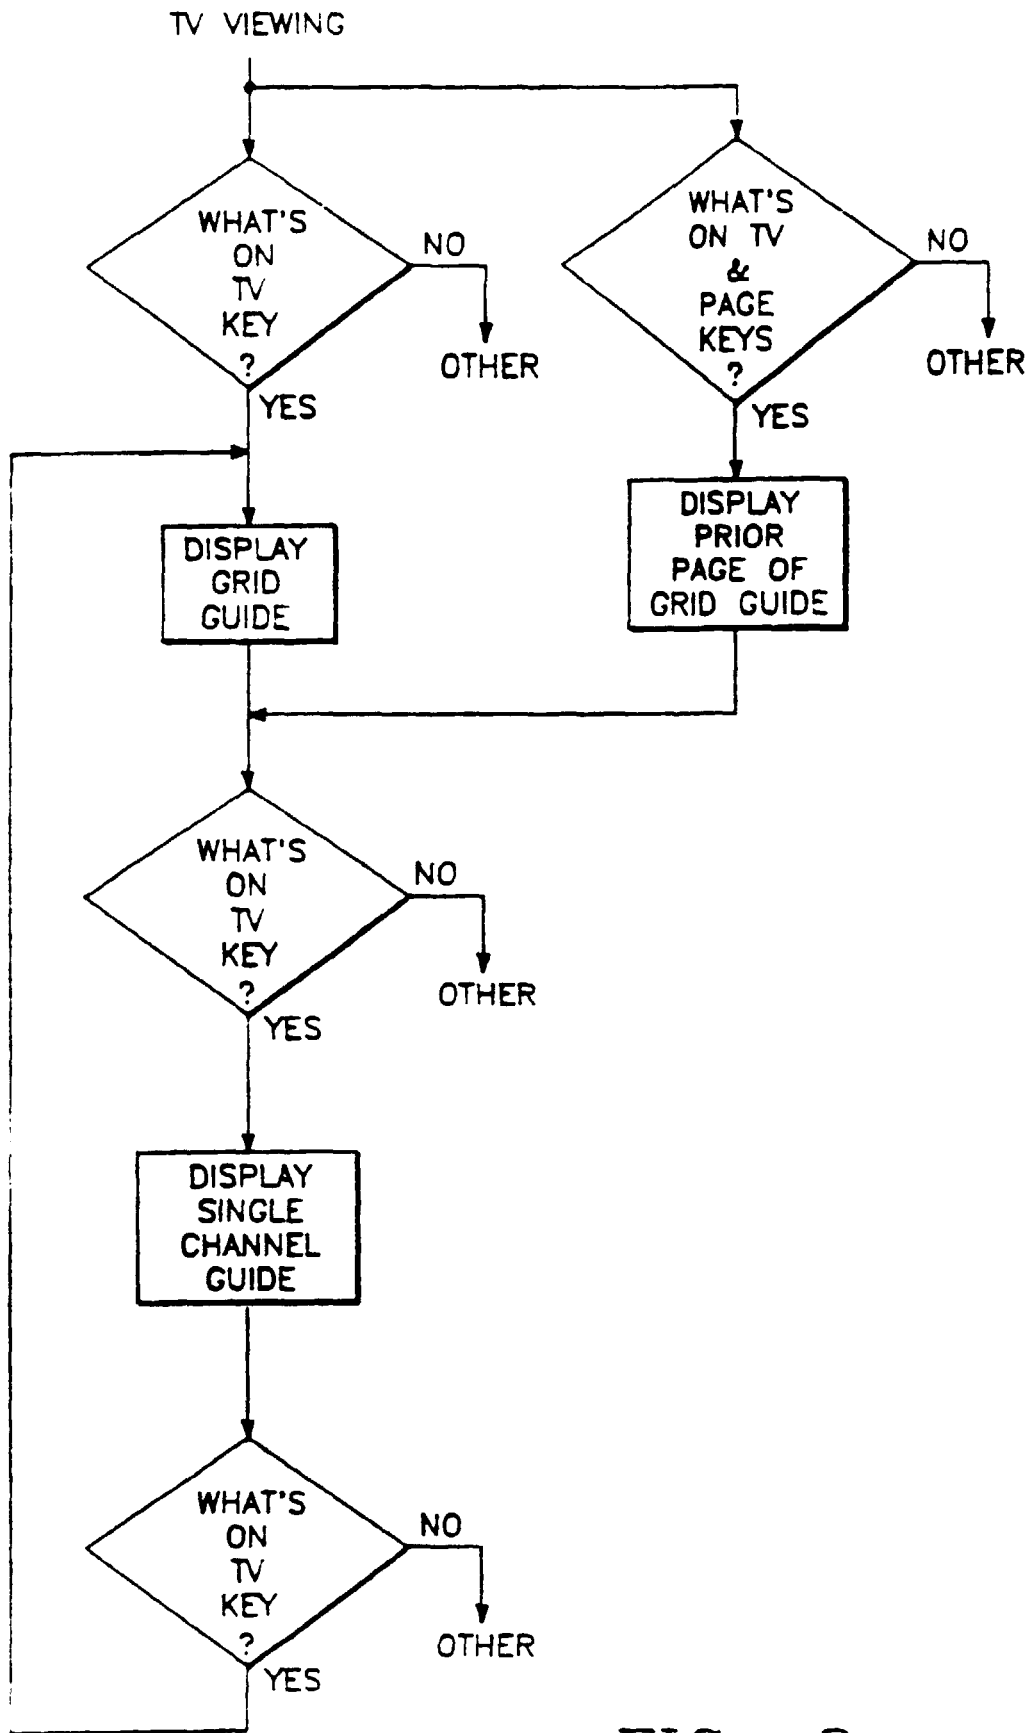 TV VIEWING
WHAT'S
ON
TV
KEY
?
NO
OTHER
YES
WHAT'S
ON TV
&
PAGE
KEYS
?
NO
OTHER
YES
DISPLAY
GRID
GUIDE
DISPLAY
PRIOR
PAGE OF
GRID GUIDE
WHAT'S
ON
TV
KEY
?
NO
OTHER
YES
DISPLAY
SINGLE
CHANNEL
GUIDE
WHAT'S
ON
TV
KEY
?
NO
OTHER
YES